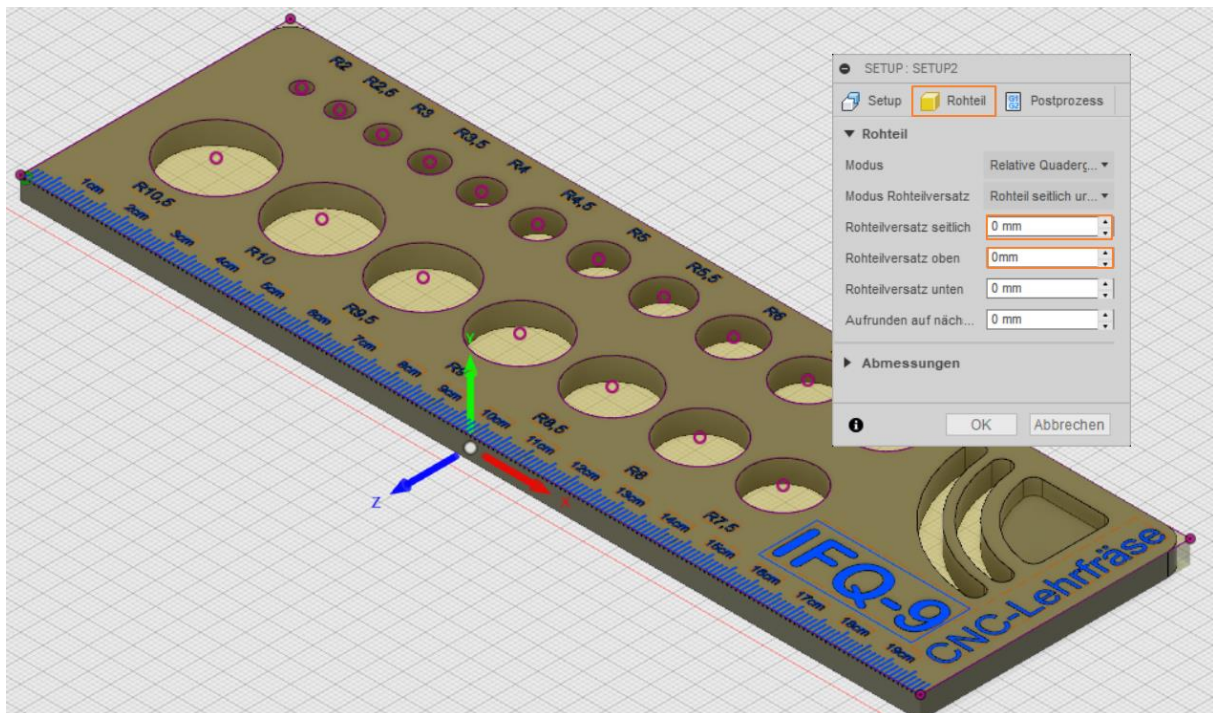 SETUP : SETUP2
Setup
Rohteil
Postprozess
Rohteil
Modus
Relative Quaderg...
Modus Rohteilversatz
Rohteil seitlich ur...
Rohteilversatz seitlich
0 mm
Rohteilversatz oben
0mm
Rohteilversatz unten
0 mm
Aufrunden auf näch...
0 mm
Abmessungen
OK
Abbrechen
R2
R2,5
R3
R3,5
R4
R4,5
R5
R5,5
R6
R10,5
R10
R9,5
R9
R8,5
R8
R7,5
1cm
2cm
3cm
4cm
5cm
6cm
7cm
8cm
9cm
10cm
11cm
12cm
13cm
14cm
15cm
16cm
17cm
18cm
19cm
Y
Z
X
IFQ-9
CNC-Lehrfräse